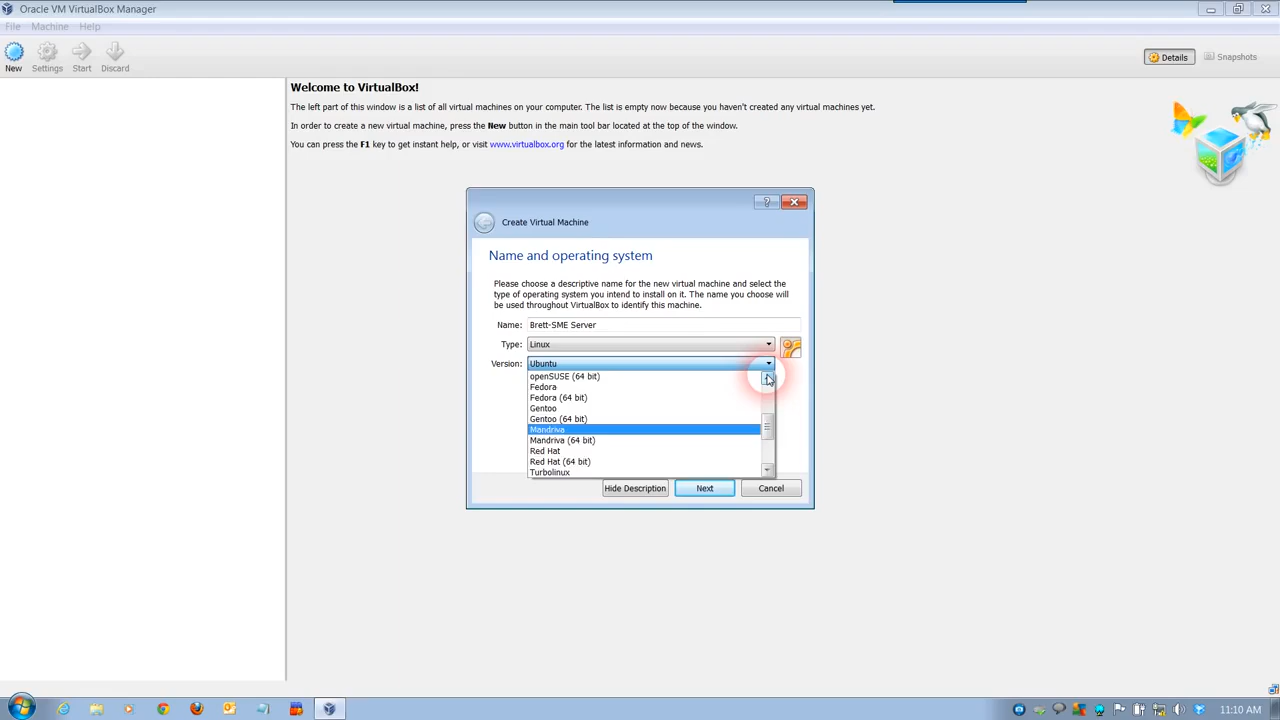 Oracle VM VirtualBox Manager
File Machine Help
New Settings Start Discard
Details Snapshots
Welcome to VirtualBox!
The left part of this window is a list of all virtual machines on your computer. The list is empty now because you haven't created any virtual machines yet.
In order to create a new virtual machine, press the New button in the main tool bar located at the top of the window.
You can press the F1 key to get instant help, or visit www.virtualbox.org for the latest information and news.
?
Create Virtual Machine
Name and operating system
Please choose a descriptive name for the new virtual machine and select the
type of operating system you intend to install on it. The name you choose will
be used throughout VirtualBox to identify this machine.
Name: Brett-SME Server
Type: Linux
Version: Ubuntu
openSUSE (64 bit)
Fedora
Fedora (64 bit)
Gentoo
Gentoo (64 bit)
Mandriva
Mandriva (64 bit)
Red Hat
Red Hat (64 bit)
Turbolinux
Hide Description Next Cancel
11:10 AM